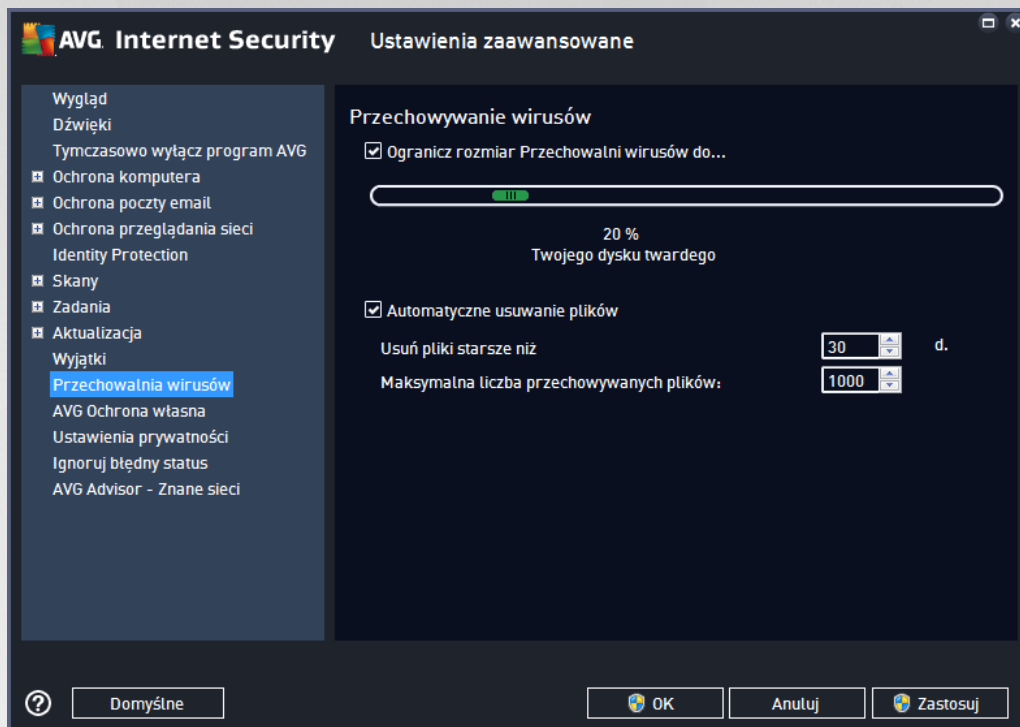 AVG. Internet Security Ustawienia zaawansowane
Wygląd
Dźwięki
Tymczasowo wyłącz program AVG
Ochrona komputera
Ochrona poczty email
Ochrona przeglądania sieci
Identity Protection
Skany
Zadania
Aktualizacja
Wyjątki
Przechowalnia wirusów
AVG Ochrona własna
Ustawienia prywatności
Ignoruj błędny status
AVG Advisor - Znane sieci
Przechowywanie wirusów
Ogranicz rozmiar Przechowalni wirusów do...
20 %
Twojego dysku twardego
Automatyczne usuwanie plików
Usuń pliki starsze niż 30 d.
Maksymalna liczba przechowywanych plików: 1000
? Domyślne OK Anuluj Zastosuj